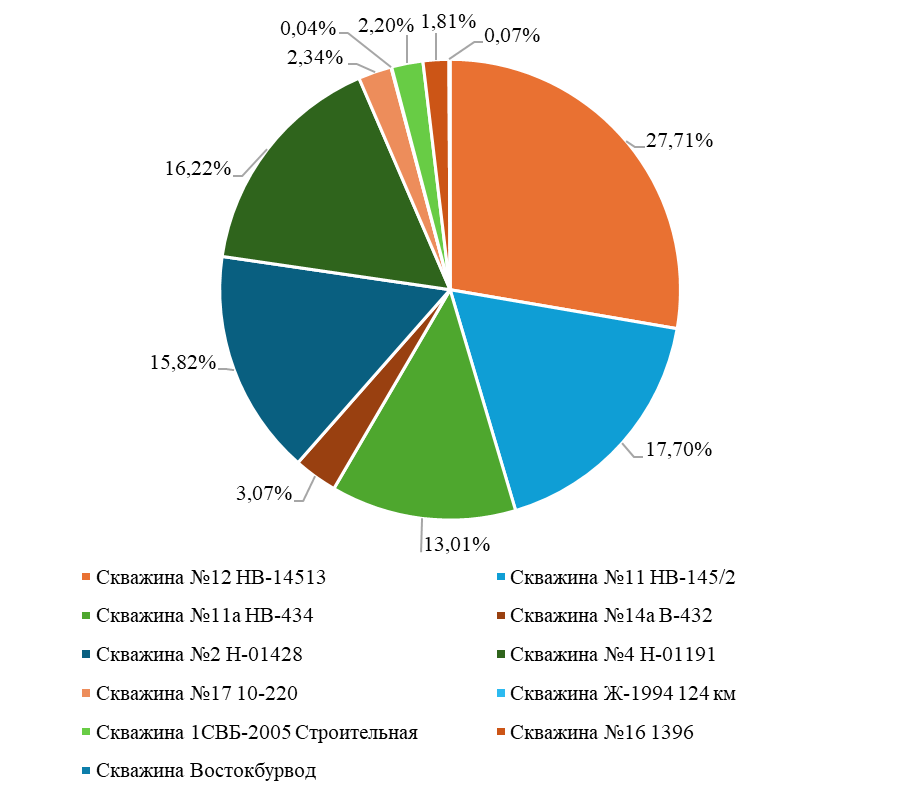 1,81%
2,20%
0,04%
0,07%
2,34%
27,71%
16,22%
15,82%
17,70%
3,07%
13,01%
Скважина №12 НВ-14513
Скважина №11 НВ-145/2
Скважина №11а НВ-434
Скважина №14а В-432
Скважина №2 Н-01428
Скважина №4 Н-01191
Скважина №17 10-220
Скважина Ж-1994 124 км
Скважина 1СВБ-2005 Строительная
Скважина №16 1396
Скважина Востокбурвод